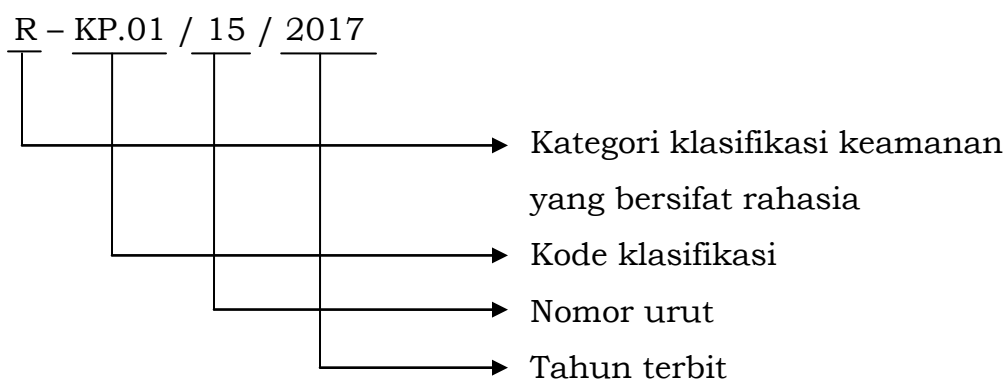 R – KP.01 / 15 / 2017
Kategori klasifikasi keamanan
yang bersifat rahasia
Kode klasifikasi
Nomor urut
Tahun terbit